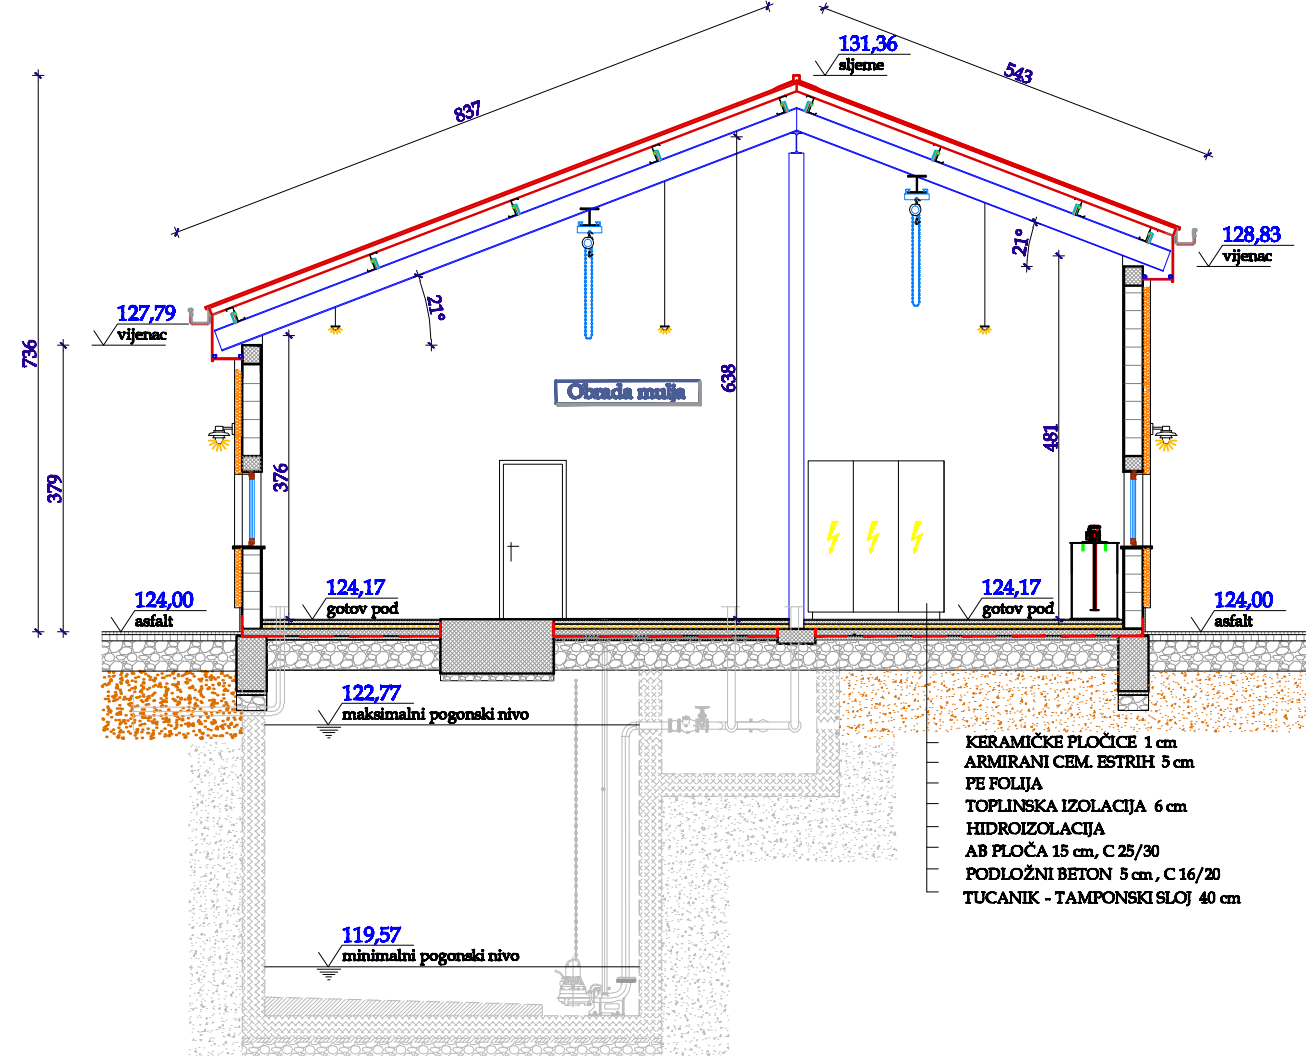 131,36
sljeme
543
837
128,83
vijenac
21°
127,79
vijenac
21°
736
638
Obrada mulja
481
376
379
124,17
gotov pod
124,17
gotov pod
124,00
asfalt
124,00
asfalt
122,77
maksimalni pogonski nivo
KERAMIČKE PLOČICE 1 cm
ARMIRANI CEM. ESTRIH 5 cm
PE FOLIJA
TOPLINSKA IZOLACIJA 6 cm
HIDROIZOLACIJA
AB PLOČA 15 cm, C 25/30
PODLOŽNI BETON 5 cm , C 16/20
TUCANIK - TAMPONSKI SLOJ 40 cm
119,57
minimalni pogonski nivo